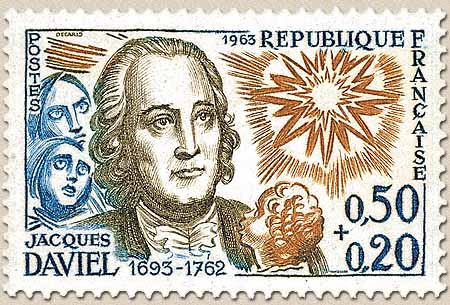 POSTES
DECARIS
1963 REPUBLIQUE FRANÇAISE
0,50
+
0,20
JACQUES
DAVIEL 1693-1762